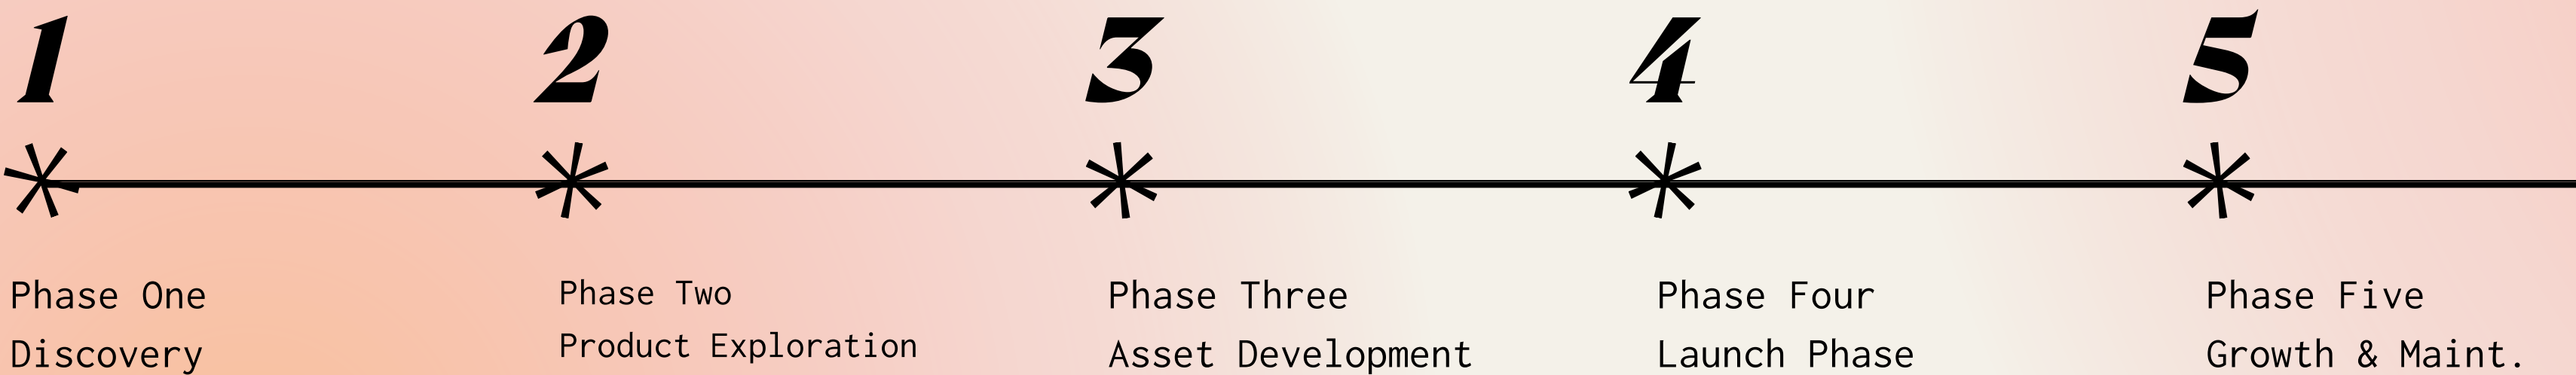 1
2
3
4
5
Phase One
Discovery
Phase Two
Product Exploration
Phase Three
Asset Development
Phase Four
Launch Phase
Phase Five
Growth & Maint.